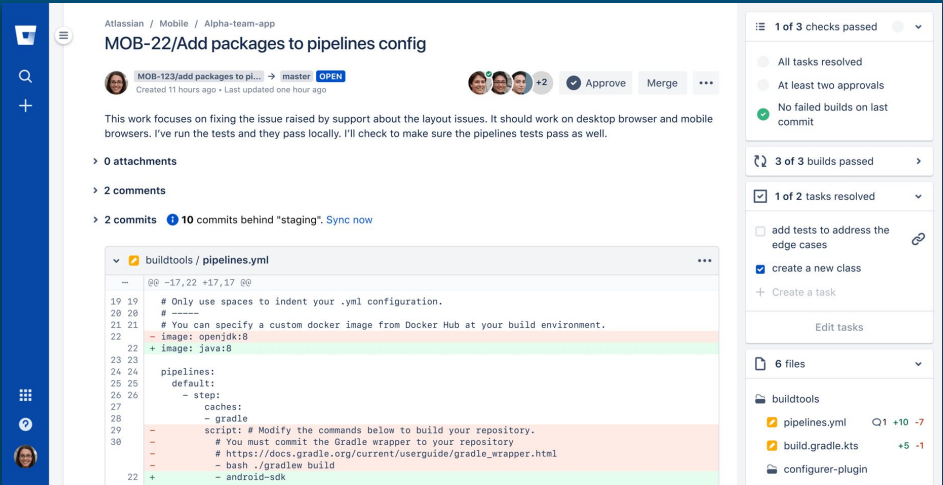 Atlassian / Mobile / Alpha-team-app
MOB-22/Add packages to pipelines config
MOB-123/add packages to pi... → master OPEN
Created 11 hours ago • Last updated one hour ago
+2
Approve
Merge
This work focuses on fixing the issue raised by support about the layout issues. It should work on desktop browser and mobile
browsers. I've run the tests and they pass locally. I'll check to make sure the pipelines tests pass as well.
0 attachments
2 comments
2 commits 10 commits behind "staging". Sync now
buildtools / pipelines.yml
@@ -17,22 +17,17 @@
19 19 # Only use spaces to indent your .yml configuration.
20 20 # -----
21 21 # You can specify a custom docker image from Docker Hub at your build environment.
22 - image: openjdk:8
22 + image: java:8
23 23
24 24 pipelines:
25 25 default:
26 26 - step:
27 caches:
28 - gradle
29 - script: # Modify the commands below to build your repository.
30 - # You must commit the Gradle wrapper to your repository
- # https://docs.gradle.org/current/userguide/gradle_wrapper.html
- - bash ./gradlew build
22 + - android-sdk
1 of 3 checks passed
All tasks resolved
At least two approvals
No failed builds on last
commit
3 of 3 builds passed
1 of 2 tasks resolved
add tests to address the
edge cases
create a new class
+ Create a task
Edit tasks
6 files
buildtools
pipelines.yml 1 +10 -7
build.gradle.kts +5 -1
configurer-plugin